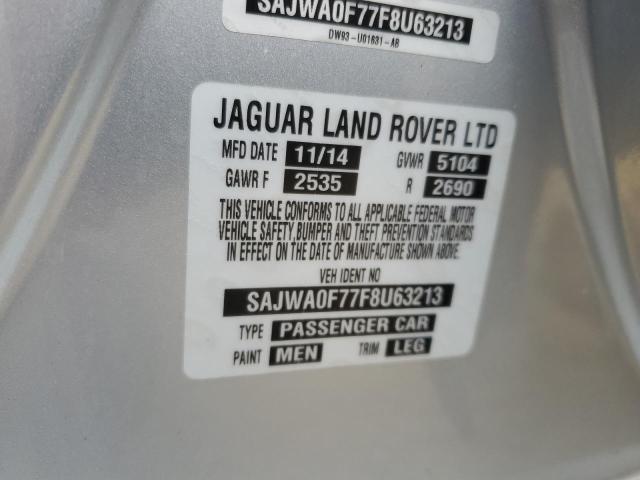 SAJWA0F77F8U63213
DW93-U01631-AB
JAGUAR LAND ROVER LTD
MFD DATE 11/14 GVWR 5104
GAWR F 2535 R 2690
THIS VEHICLE CONFORMS TO ALL APPLICABLE FEDERAL MOTOR
VEHICLE SAFETY,BUMPER AND THEFT PREVENTION STANDARDS
IN EFFECT ON THE DATE OF MANUFACTURE SHOWN ABOVE.
VEH IDENT NO
SAJWA0F77F8U63213
TYPE PASSENGER CAR
PAINT MEN TRIM LEG